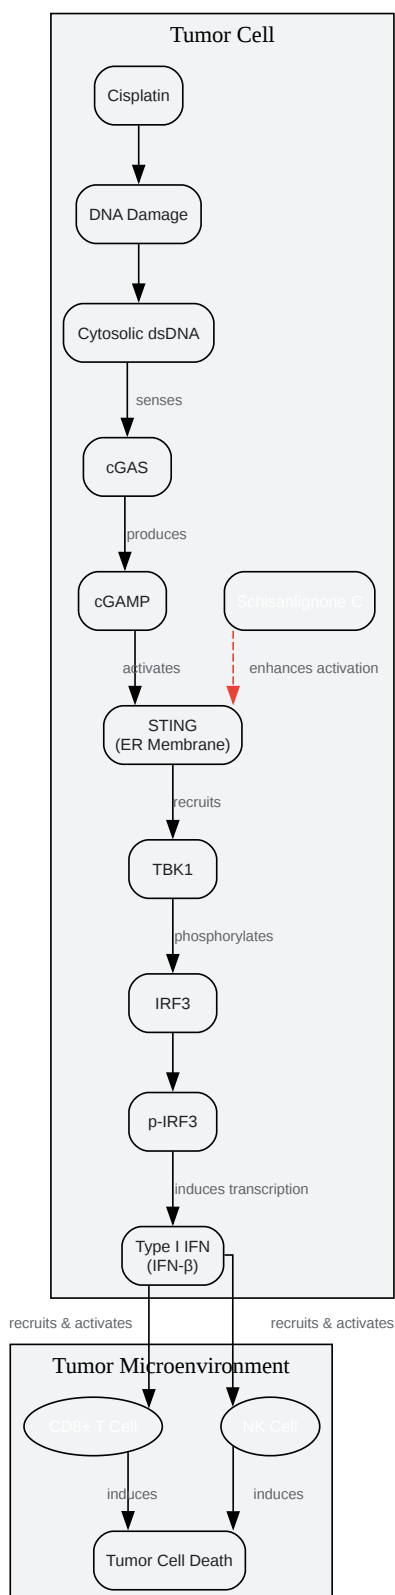 Tumor Cell
Cisplatin
DNA Damage
Cytosolic dsDNA
senses
cGAS
produces
cGAMP
Schisanlignone C
activates
enhances activation
STING
(ER Membrane)
recruits
TBK1
phosphorylates
IRF3
p-IRF3
induces transcription
Type I IFN
(IFN-β)
recruits & activates
recruits & activates
Tumor Microenvironment
CD8+ T Cell
NK Cell
induces
induces
Tumor Cell Death